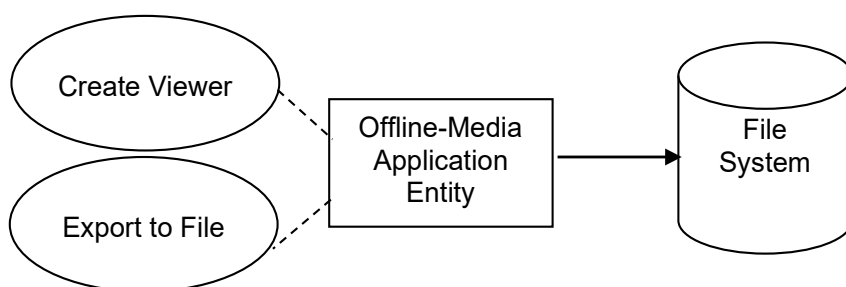 Create Viewer
Export to File
Offline-Media
Application
Entity
File
System